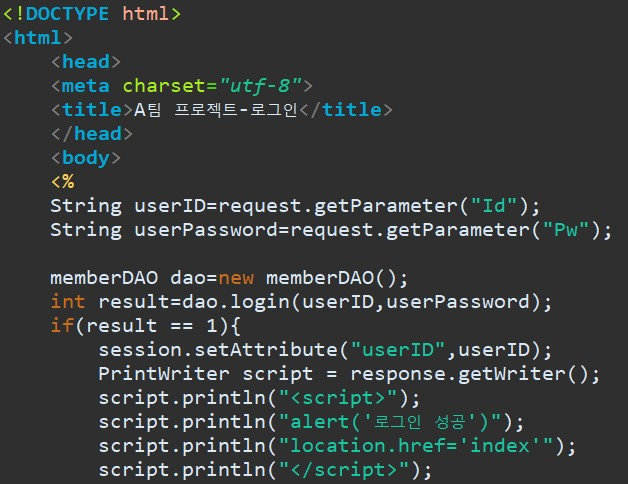 <!DOCTYPE html>
<html>
<head>
<meta charset="utf-8">
<title>A팀 프로젝트-로그인</title>
</head>
<body>
<%
String userID=request.getParameter("Id");
String userPassword=request.getParameter("Pw");
memberDAO dao=new memberDAO();
int result=dao.login(userID,userPassword);
if(result == 1){
session.setAttribute("userID",userID);
PrintWriter script = response.getWriter();
script.println("<script>");
script.println("alert('로그인 성공')");
script.println("location.href='index'");
script.println("</script>");